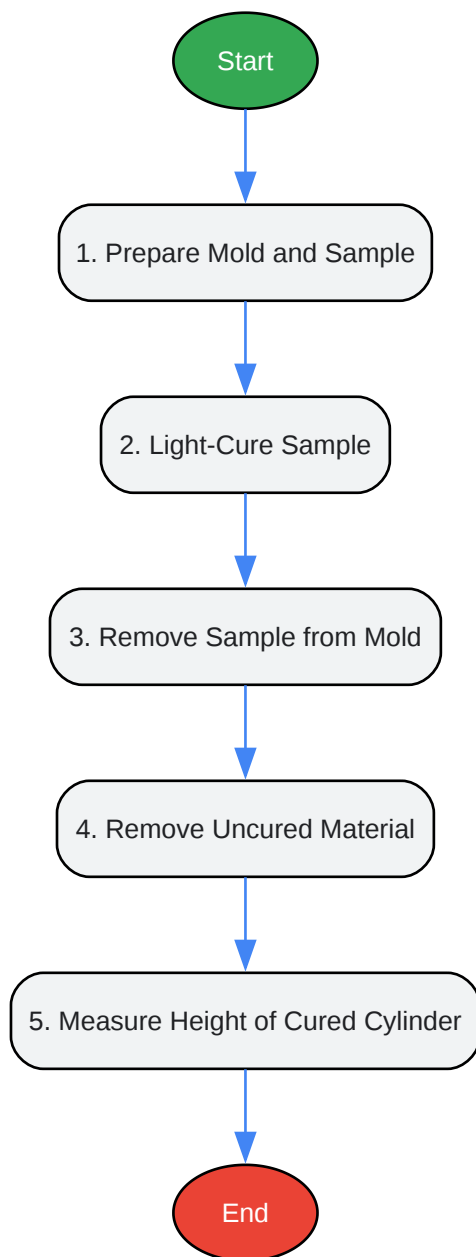 Start
1. Prepare Mold and Sample
2. Light-Cure Sample
3. Remove Sample from Mold
4. Remove Uncured Material
5. Measure Height of Cured Cylinder
End